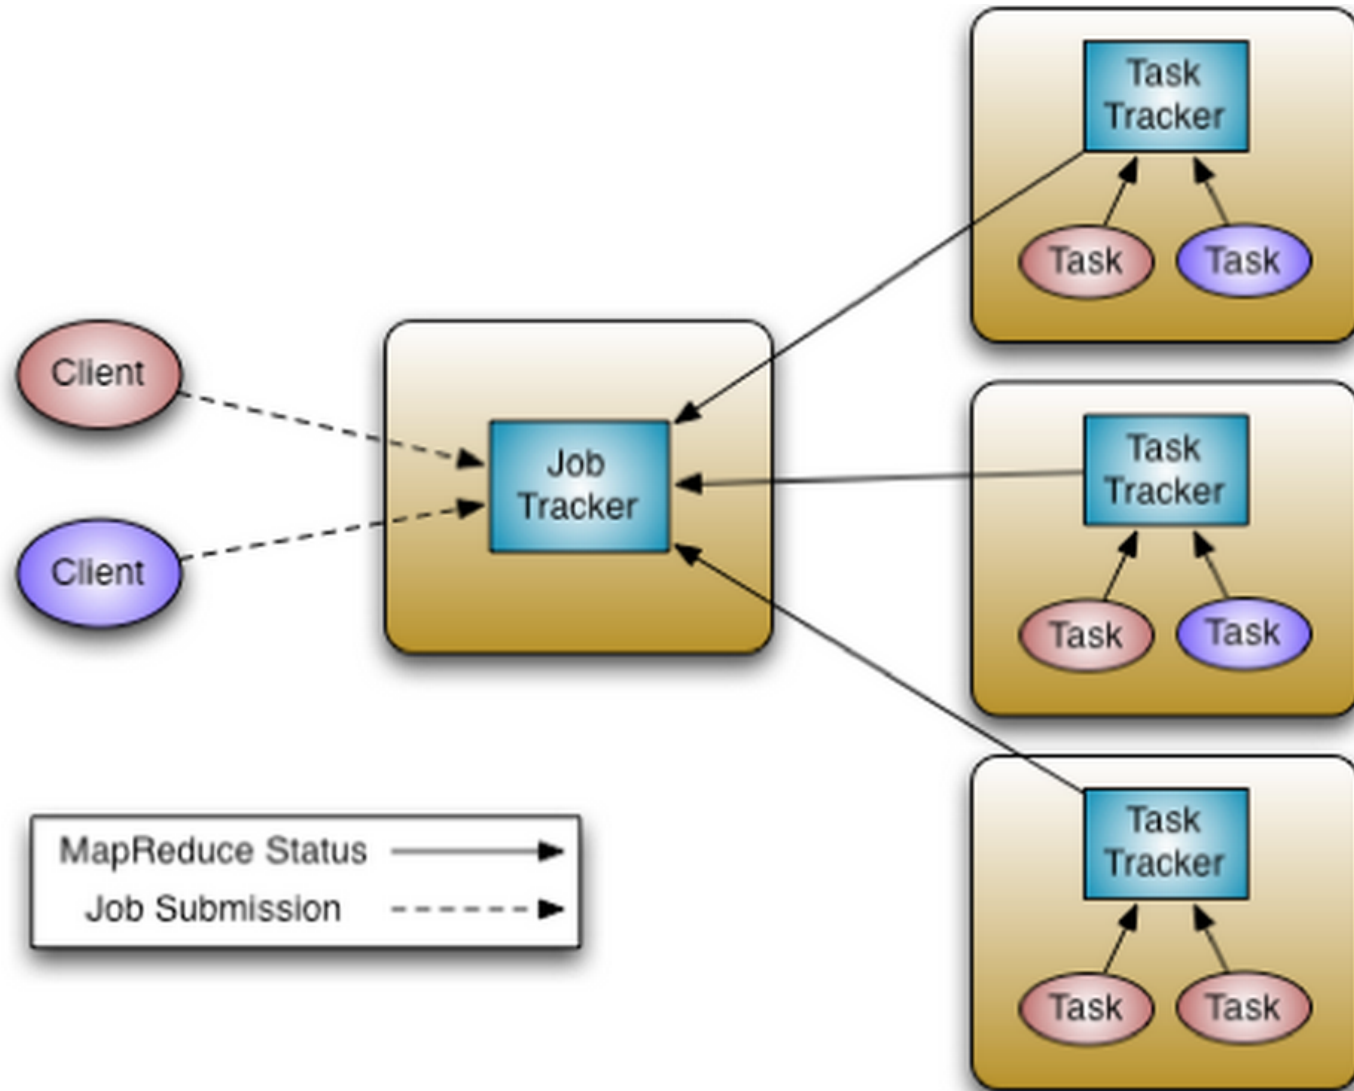 Client
Client
Job
Tracker
Task
Tracker
Task
Task
Task
Tracker
Task
Task
Task
Tracker
Task
Task
MapReduce Status
Job Submission